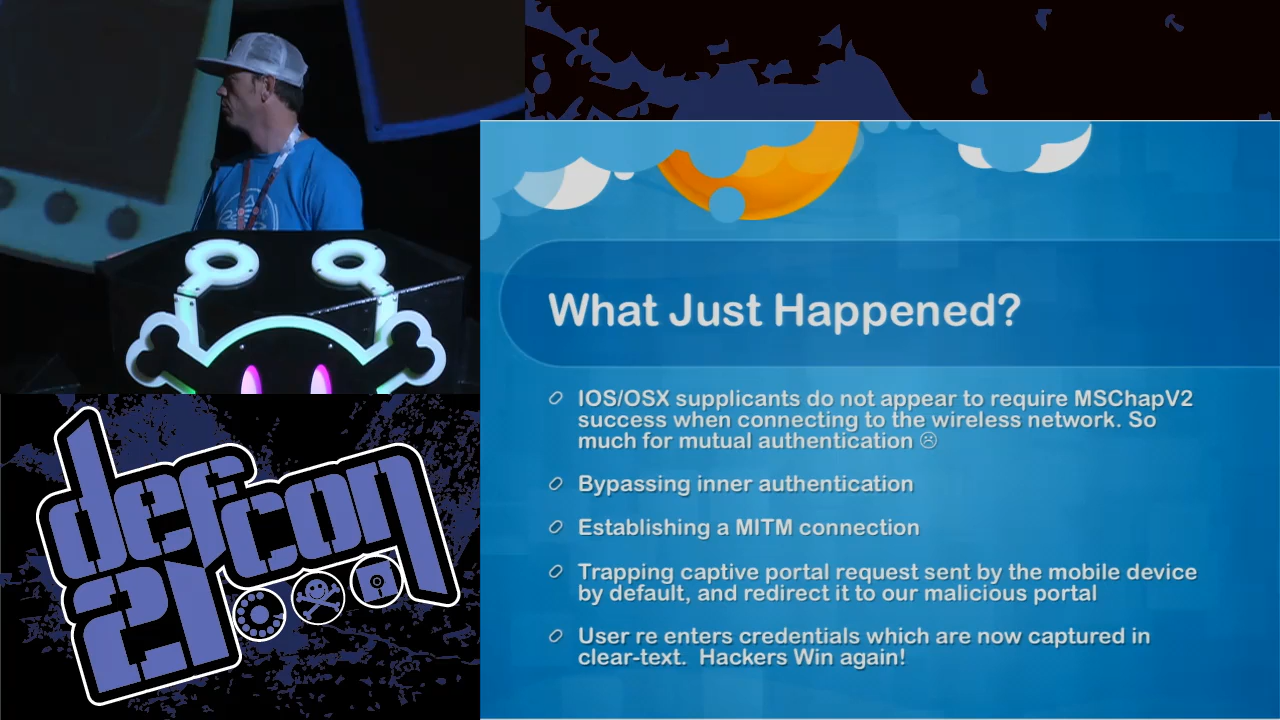 What Just Happened?
IOS/OSX supplicants do not appear to require MSChapV2
success when connecting to the wireless network. So
much for mutual authentication ☹
Bypassing inner authentication
Establishing a MITM connection
Trapping captive portal request sent by the mobile device
by default, and redirect it to our malicious portal
User re enters credentials which are now captured in
clear-text.  Hackers Win again!
defcon
21